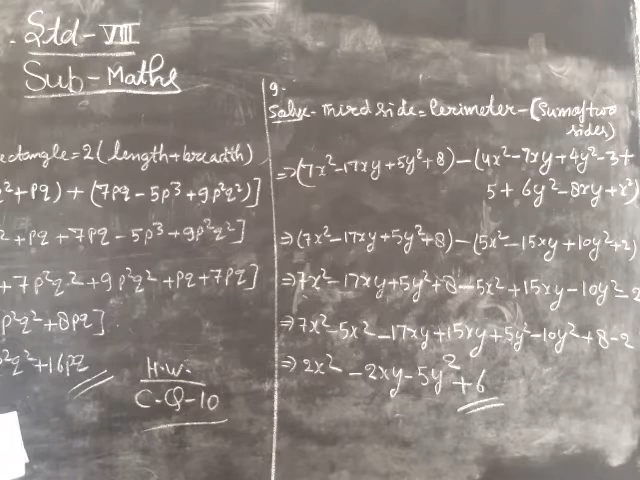 Std-VIII
Sub-Maths
ectangle=2(length+breadth)
²+pq)+(7pq-5p³+9p²q²)]
²+pq+7pq-5p³+9p²q²]
+7p²q²+9p²q²+pq+7pq]
p²q²+8pq]
²q²+16pq
H.W.
C-Q-10
9.
Solve- Third side=Perimeter-(Sum of two
sides)
⇒(7x²-17xy+5y²+8)-(4x²-7xy+4y²-3+
5+6y²-8xy+x²)
⇒(7x²-17xy+5y²+8)-(5x²-15xy+10y²+2)
⇒7x²-17xy+5y²+8-5x²+15xy-10y²-2
⇒7x²-5x²-17xy+15xy+5y²-10y²+8-2
⇒2x²-2xy-5y²+6